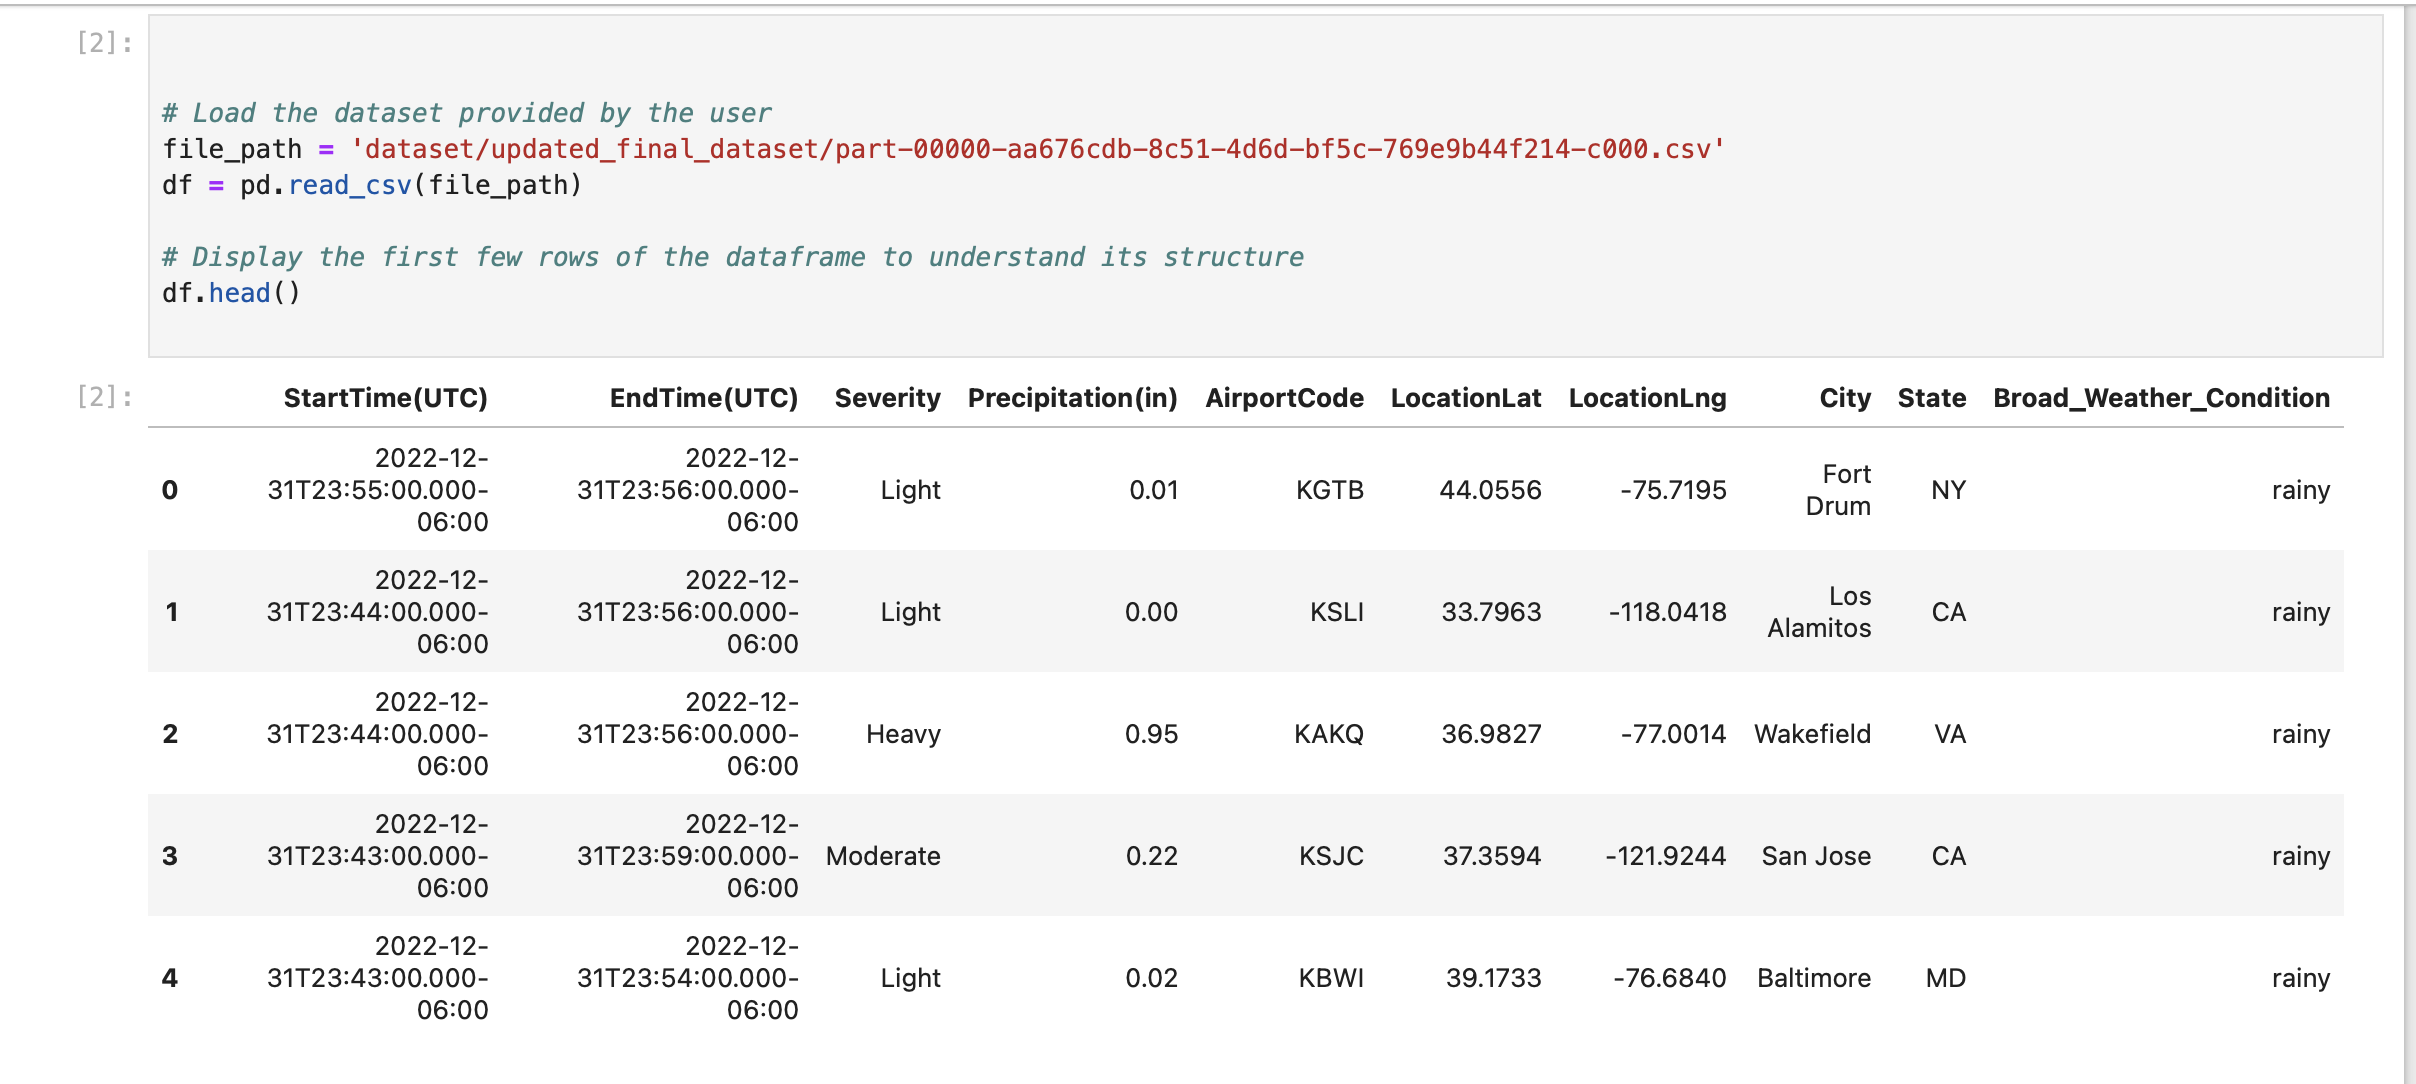 [2]:
# Load the dataset provided by the user
file_path = 'dataset/updated_final_dataset/part-00000-aa676cdb-8c51-4d6d-bf5c-769e9b44f214-c000.csv'
df = pd.read_csv(file_path)
# Display the first few rows of the dataframe to understand its structure
df.head()
[2]:
StartTime(UTC) EndTime(UTC) Severity Precipitation(in) AirportCode LocationLat LocationLng City State Broad_Weather_Condition
2022-12- 2022-12-
Fort
0 31T23:55:00.000- 31T23:56:00.000- Light 0.01 KGTB 44.0556 -75.7195 NY rainy
Drum
06:00 06:00
2022-12- 2022-12-
Los
1 31T23:44:00.000- 31T23:56:00.000- Light 0.00 KSLI 33.7963 -118.0418 CA rainy
Alamitos
06:00 06:00
2022-12- 2022-12-
2 31T23:44:00.000- 31T23:56:00.000- Heavy 0.95 KAKQ 36.9827 -77.0014 Wakefield VA rainy
06:00 06:00
2022-12- 2022-12-
3 31T23:43:00.000- 31T23:59:00.000- Moderate 0.22 KSJC 37.3594 -121.9244 San Jose CA rainy
06:00 06:00
2022-12- 2022-12-
4 31T23:43:00.000- 31T23:54:00.000- Light 0.02 KBWI 39.1733 -76.6840 Baltimore MD rainy
06:00 06:00